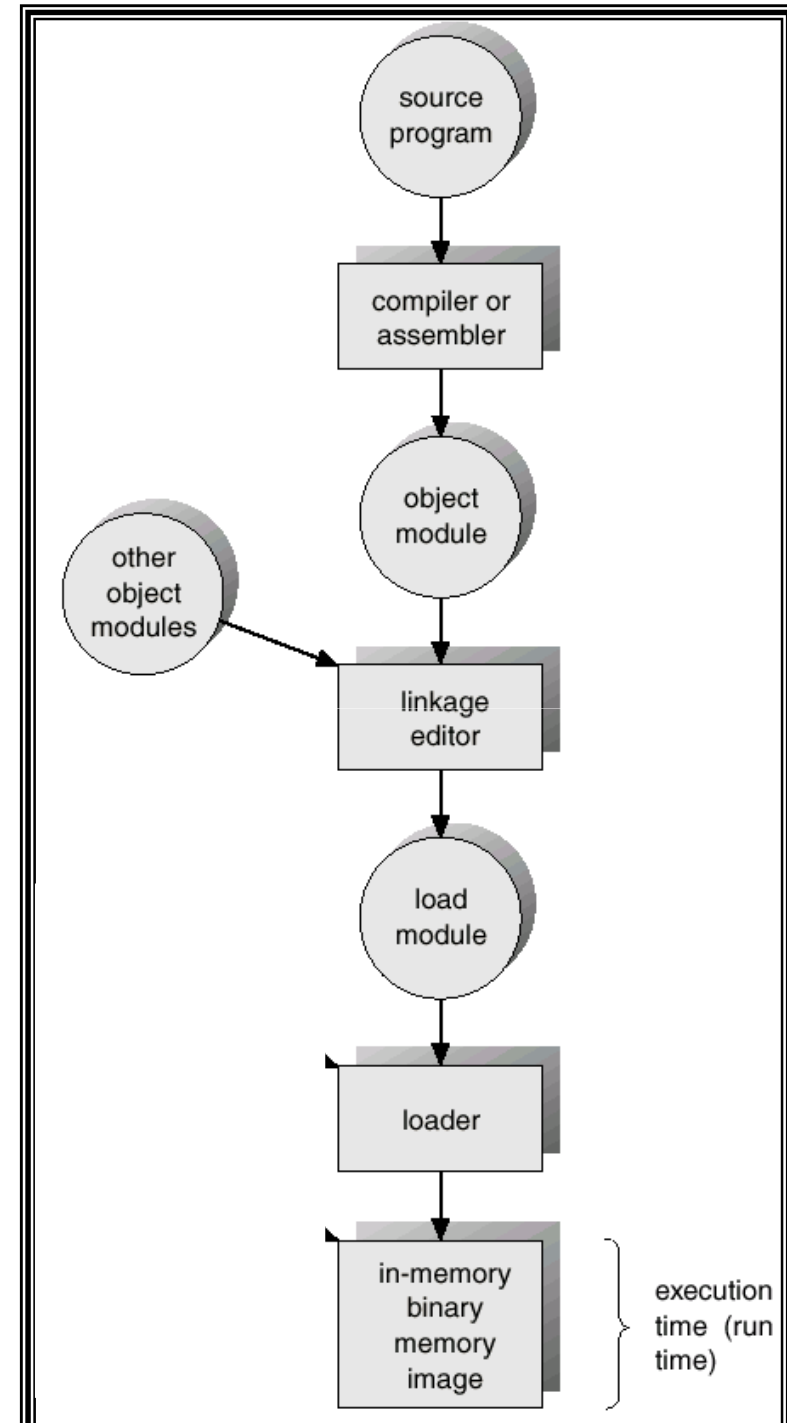 source
program
compiler or
assembler
object
module
other
object
modules
linkage
editor
load
module
loader
in-memory
binary
memory
image
execution
time (run
time)